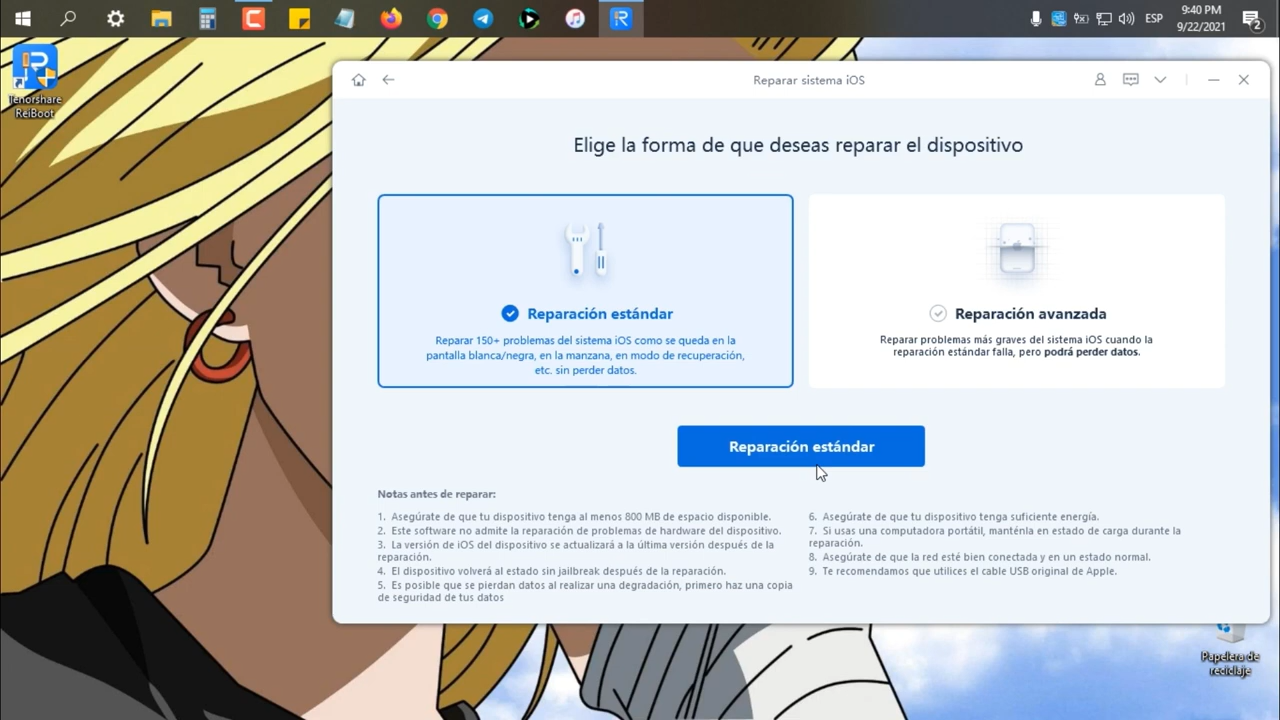 9:40 PM
ESP
9/22/2021
2
Tenorshare
ReiBoot
Reparar sistema iOS
Elige la forma de que deseas reparar el dispositivo
Reparación estándar
Reparar 150+ problemas del sistema iOS como se queda en la
pantalla blanca/negra, en la manzana, en modo de recuperación,
etc. sin perder datos.
Reparación avanzada
Reparar problemas más graves del sistema iOS cuando la
reparación estándar falla, pero podrá perder datos.
Reparación estándar
Notas antes de reparar:
1. Asegúrate de que tu dispositivo tenga al menos 800 MB de espacio disponible.
2. Este software no admite la reparación de problemas de hardware del dispositivo.
3. La versión de iOS del dispositivo se actualizará a la última versión después de la
reparación.
4. El dispositivo volverá al estado sin jailbreak después de la reparación.
5. Es posible que se pierdan datos al realizar una degradación, primero haz una copia
de seguridad de tus datos
6. Asegúrate de que tu dispositivo tenga suficiente energía.
7. Si usas una computadora portátil, manténla en estado de carga durante la
reparación.
8. Asegúrate de que la red esté bien conectada y en un estado normal.
9. Te recomendamos que utilices el cable USB original de Apple.
Papelera de
reciclaje